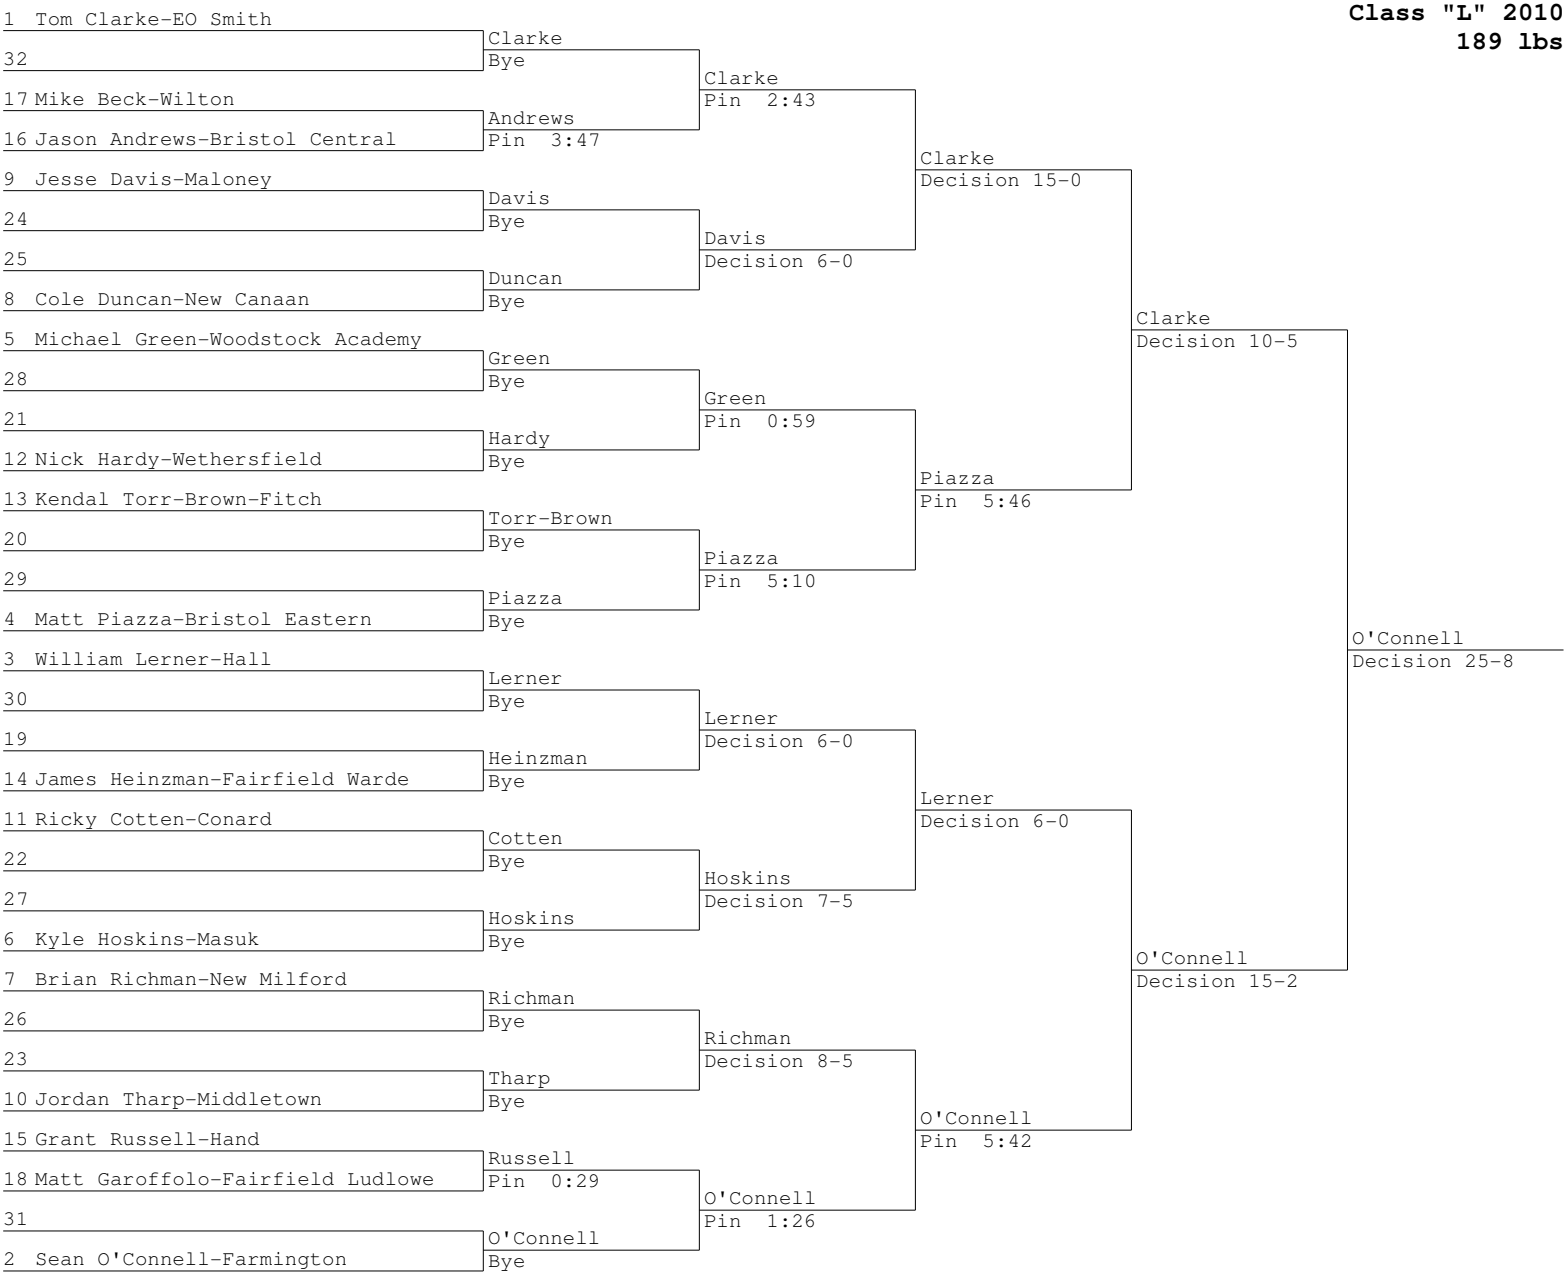 Class "L" 2010
189 lbs
1 Tom Clarke-EO Smith
32
17 Mike Beck-Wilton
16 Jason Andrews-Bristol Central
9 Jesse Davis-Maloney
24
25
8 Cole Duncan-New Canaan
5 Michael Green-Woodstock Academy
28
21
12 Nick Hardy-Wethersfield
13 Kendal Torr-Brown-Fitch
20
29
4 Matt Piazza-Bristol Eastern
3 William Lerner-Hall
30
19
14 James Heinzman-Fairfield Warde
11 Ricky Cotten-Conard
22
27
6 Kyle Hoskins-Masuk
7 Brian Richman-New Milford
26
23
10 Jordan Tharp-Middletown
15 Grant Russell-Hand
18 Matt Garoffolo-Fairfield Ludlowe
31
2 Sean O'Connell-Farmington
Clarke
Bye
Andrews
Pin 3:47
Davis
Bye
Duncan
Bye
Green
Bye
Hardy
Bye
Torr-Brown
Bye
Piazza
Bye
Lerner
Bye
Heinzman
Bye
Cotten
Bye
Hoskins
Bye
Richman
Bye
Tharp
Bye
Russell
Pin 0:29
O'Connell
Bye
Clarke
Pin 2:43
Davis
Decision 6-0
Green
Pin 0:59
Piazza
Pin 5:10
Lerner
Decision 6-0
Hoskins
Decision 7-5
Richman
Decision 8-5
O'Connell
Pin 1:26
Clarke
Decision 15-0
Piazza
Pin 5:46
Lerner
Decision 6-0
O'Connell
Pin 5:42
Clarke
Decision 10-5
O'Connell
Decision 15-2
O'Connell
Decision 25-8